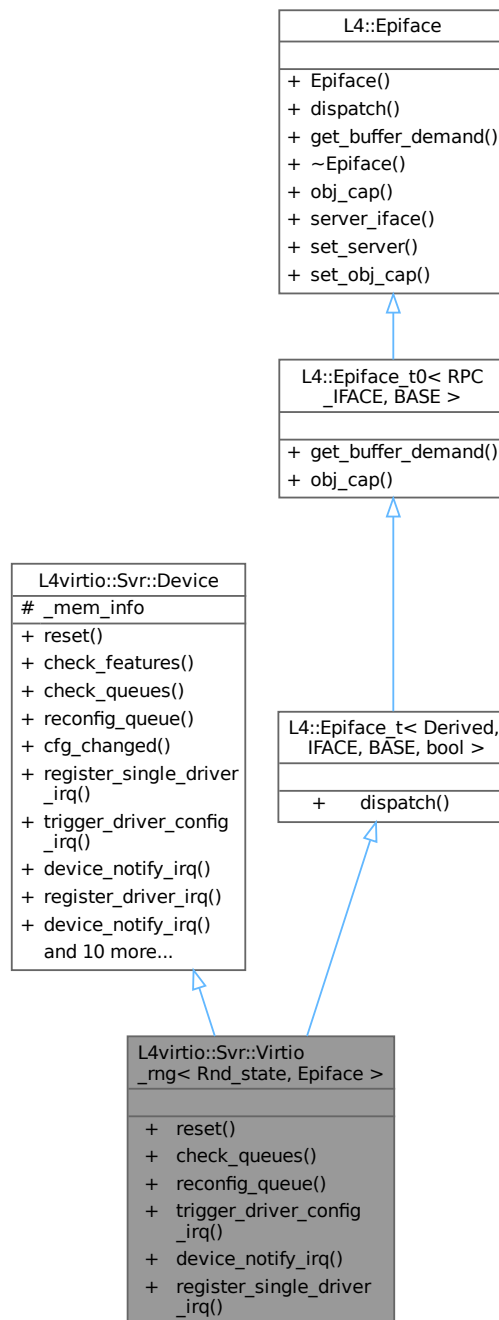 L4::Epiface
+ Epiface()
+ dispatch()
+ get_buffer_demand()
+ ~Epiface()
+ obj_cap()
+ server_iface()
+ set_server()
+ set_obj_cap()
L4::Epiface_t0< RPC
_IFACE, BASE >
+ get_buffer_demand()
+ obj_cap()
L4virtio::Svr::Device
# _mem_info
+ reset()
+ check_features()
+ check_queues()
+ reconfig_queue()
+ cfg_changed()
+ register_single_driver
_irq()
+ trigger_driver_config
_irq()
+ device_notify_irq()
+ register_driver_irq()
+ device_notify_irq()
and 10 more...
L4::Epiface_t< Derived,
IFACE, BASE, bool >
+ dispatch()
L4virtio::Svr::Virtio
_rng< Rnd_state, Epiface >
+ reset()
+ check_queues()
+ reconfig_queue()
+ trigger_driver_config
_irq()
+ device_notify_irq()
+ register_single_driver
_irq()